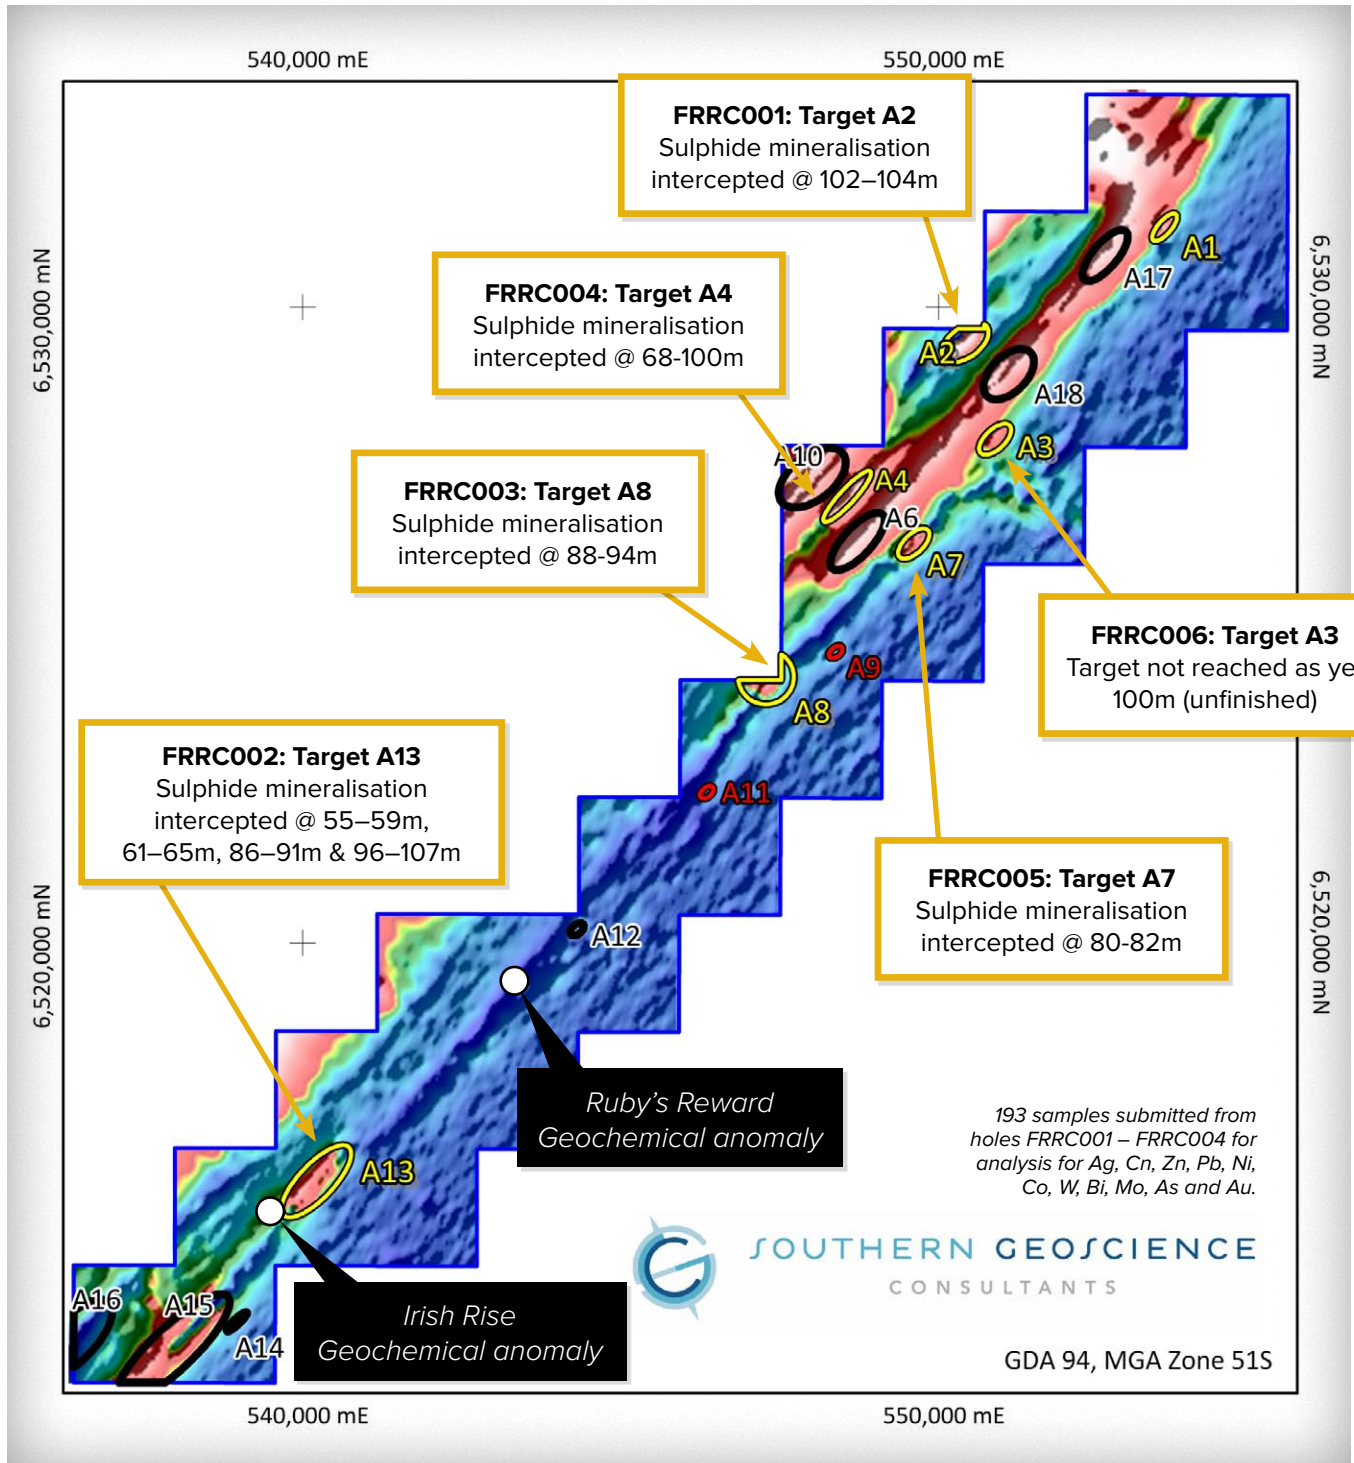 540,000 mE
550,000 mE
FRRC001: Target A2
Sulphide mineralisation
intercepted @ 102–104m
6,530,000 mN
6,530,000 mN
A1
A17
FRRC004: Target A4
Sulphide mineralisation
intercepted @ 68-100m
A2
A18
A3
A10
A4
A6
A7
FRRC003: Target A8
Sulphide mineralisation
intercepted @ 88-94m
FRRC006: Target A3
Target not reached as ye
100m (unfinished)
A9
A8
A11
FRRC002: Target A13
Sulphide mineralisation
intercepted @ 55–59m,
61–65m, 86–91m & 96–107m
FRRC005: Target A7
Sulphide mineralisation
intercepted @ 80-82m
6,520,000 mN
6,520,000 mN
A12
Ruby’s Reward
Geochemical anomaly
193 samples submitted from
holes FRRC001 – FRRC004 for
analysis for Ag, Cn, Zn, Pb, Ni,
Co, W, Bi, Mo, As and Au.
A13
SOUTHERN GEOSCIENCE
CONSULTANTS
A16
A15
A14
Irish Rise
Geochemical anomaly
GDA 94, MGA Zone 51S
540,000 mE
550,000 mE